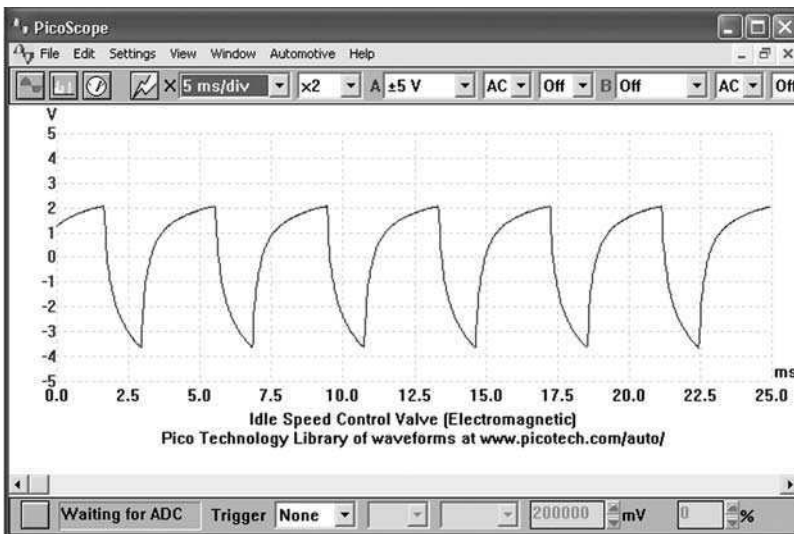 PicoScope
File Edit Settings View Window Automotive Help
X 5 ms/div x2 A ±5 V AC Off B Off AC Off
V
5
4
3
2
1
0
-1
-2
-3
-4
-5
ms
0.0 2.5 5.0 7.5 10.0 12.5 15.0 17.5 20.0 22.5 25.0
Idle Speed Control Valve (Electromagnetic)
Pico Technology Library of waveforms at www.picotech.com/auto/
Waiting for ADC Trigger None 200000 mV 0 %